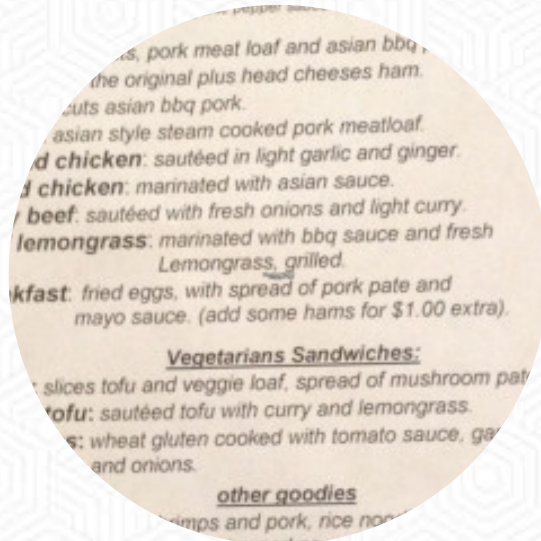 pepper
pork meat loaf and asian bbq
the original plus head cheeses ham.
cuts asian bbq pork.
asian style steam cooked pork meatloaf.
chicken: sautéed in light garlic and ginger.
chicken: marinated with asian sauce.
beef: sautéed with fresh onions and light curry.
lemongrass: marinated with bbq sauce and fresh
Lemongrass, grilled.
fried eggs, with spread of pork pate and
mayo sauce. (add some hams for $1.00 extra).
Vegetarians Sandwiches:
slices tofu and veggie loaf, spread of mushroom
tofu: sautéed tofu with curry and lemongrass.
wheat gluten cooked with tomato sauce,
and onions.
other goodies
and pork, rice